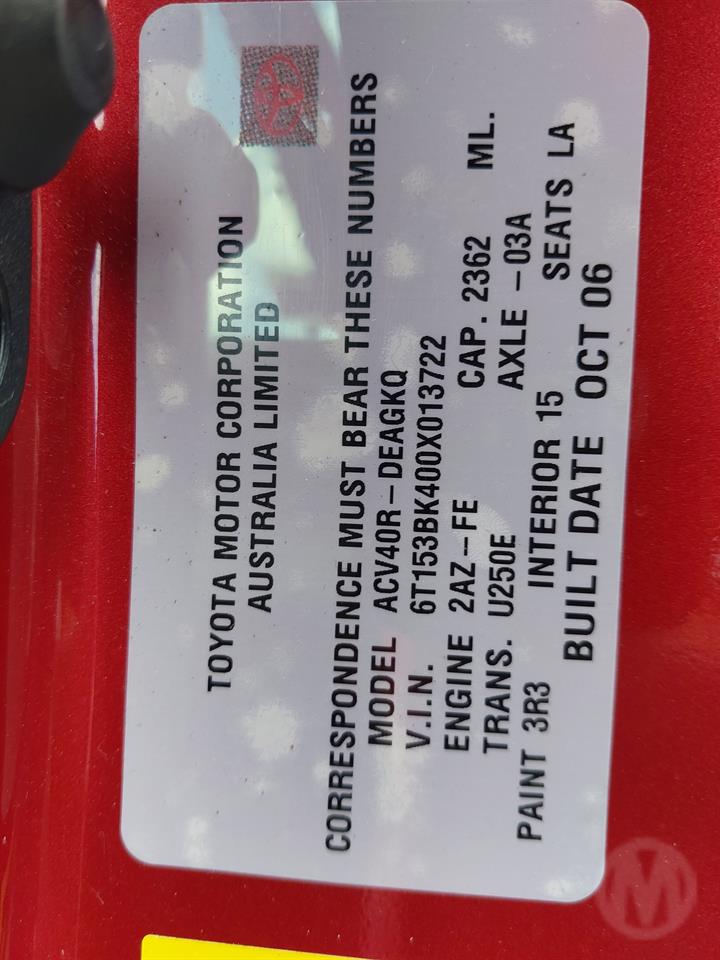 TOYOTA MOTOR CORPORATION
AUSTRALIA LIMITED
CORRESPONDENCE MUST BEAR THESE NUMBERS
MODEL ACV40R-DEAGKQ
V.I.N. 6T153BK400X013722
ENGINE 2AZ-FE CAP. 2362 ML.
TRANS. U250E AXLE -03A
PAINT 3R3 INTERIOR 15 SEATS LA
BUILT DATE OCT 06
M